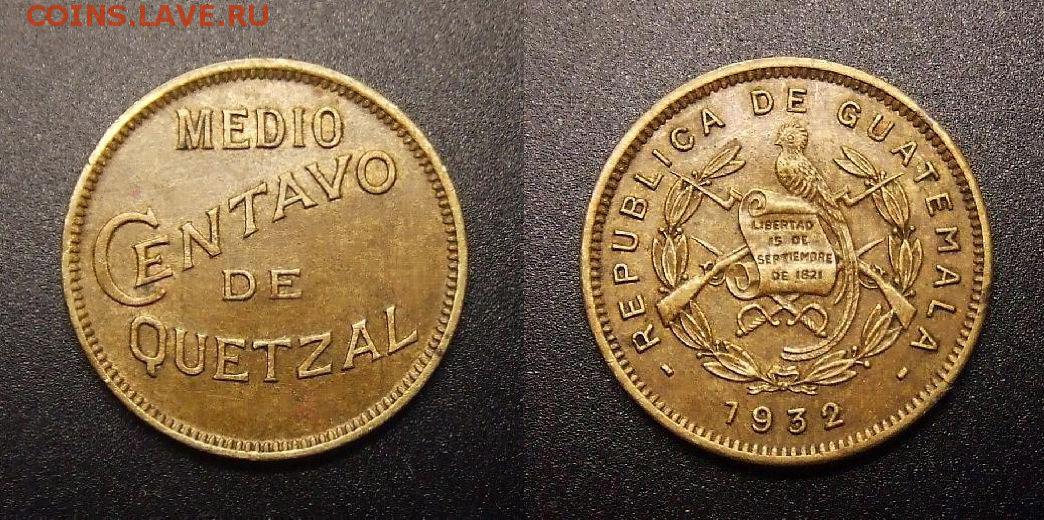 COINS.LAVE.RU
MEDIO
CENTAVO
DE
QUETZAL
- REPUBLICA DE GUATEMALA -
LIBERTAD
15 DE
SEPTIEMBRE
DE 1821
1932